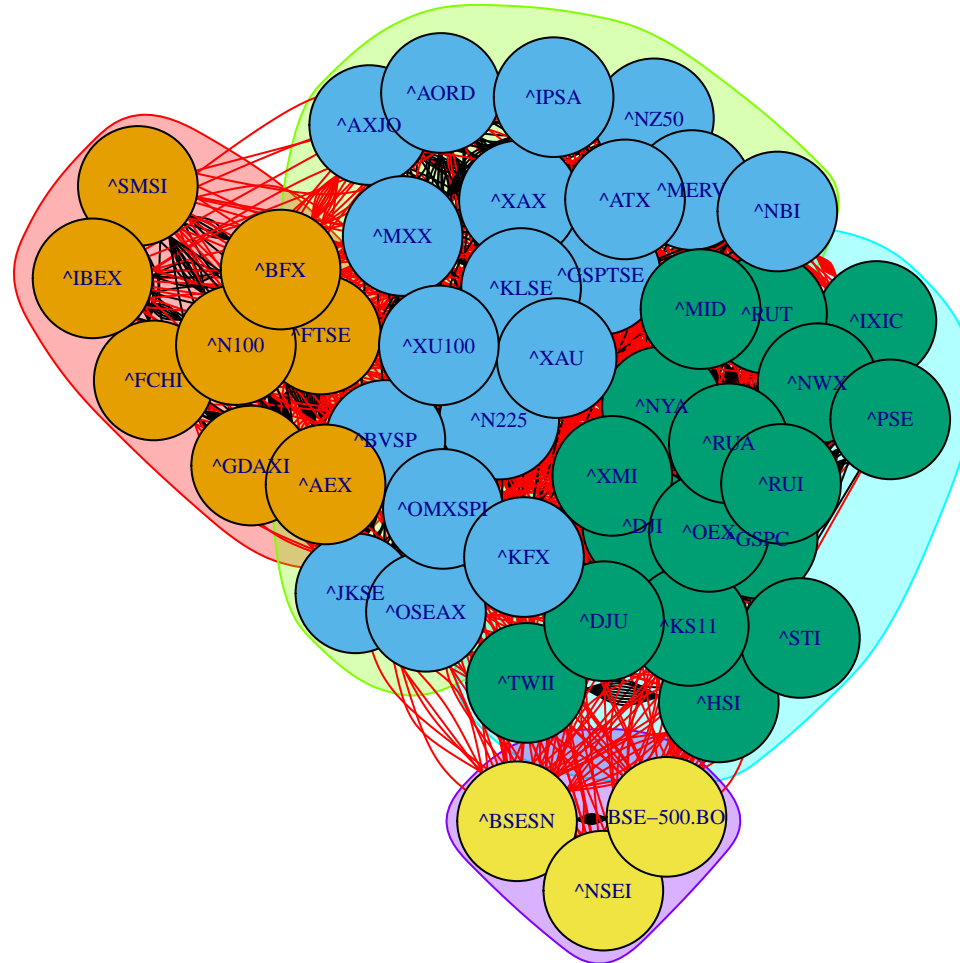 ^AORD
^IPSA
^AXJO
^NZ50
^SMSI
^XAX
^ATX
^MERV
^NBI
^MXX
^BFX
^IBEX
^KLSE
^GSPTSE
^MID
^RUT
^IXIC
^N100
^FTSE
^XU100
^XAU
^FCHI
^NWX
^NYA
^PSE
^BVSP
^N225
^RUA
^GDAXI
^AEX
^XMI
^RUI
^OMXSPI
^DJI
^OEX
^GSPC
^KFX
^JKSE
^OSEAX
^DJU
^KS11
^STI
^TWII
^HSI
^BSESN
BSE−500.BO
^NSEI